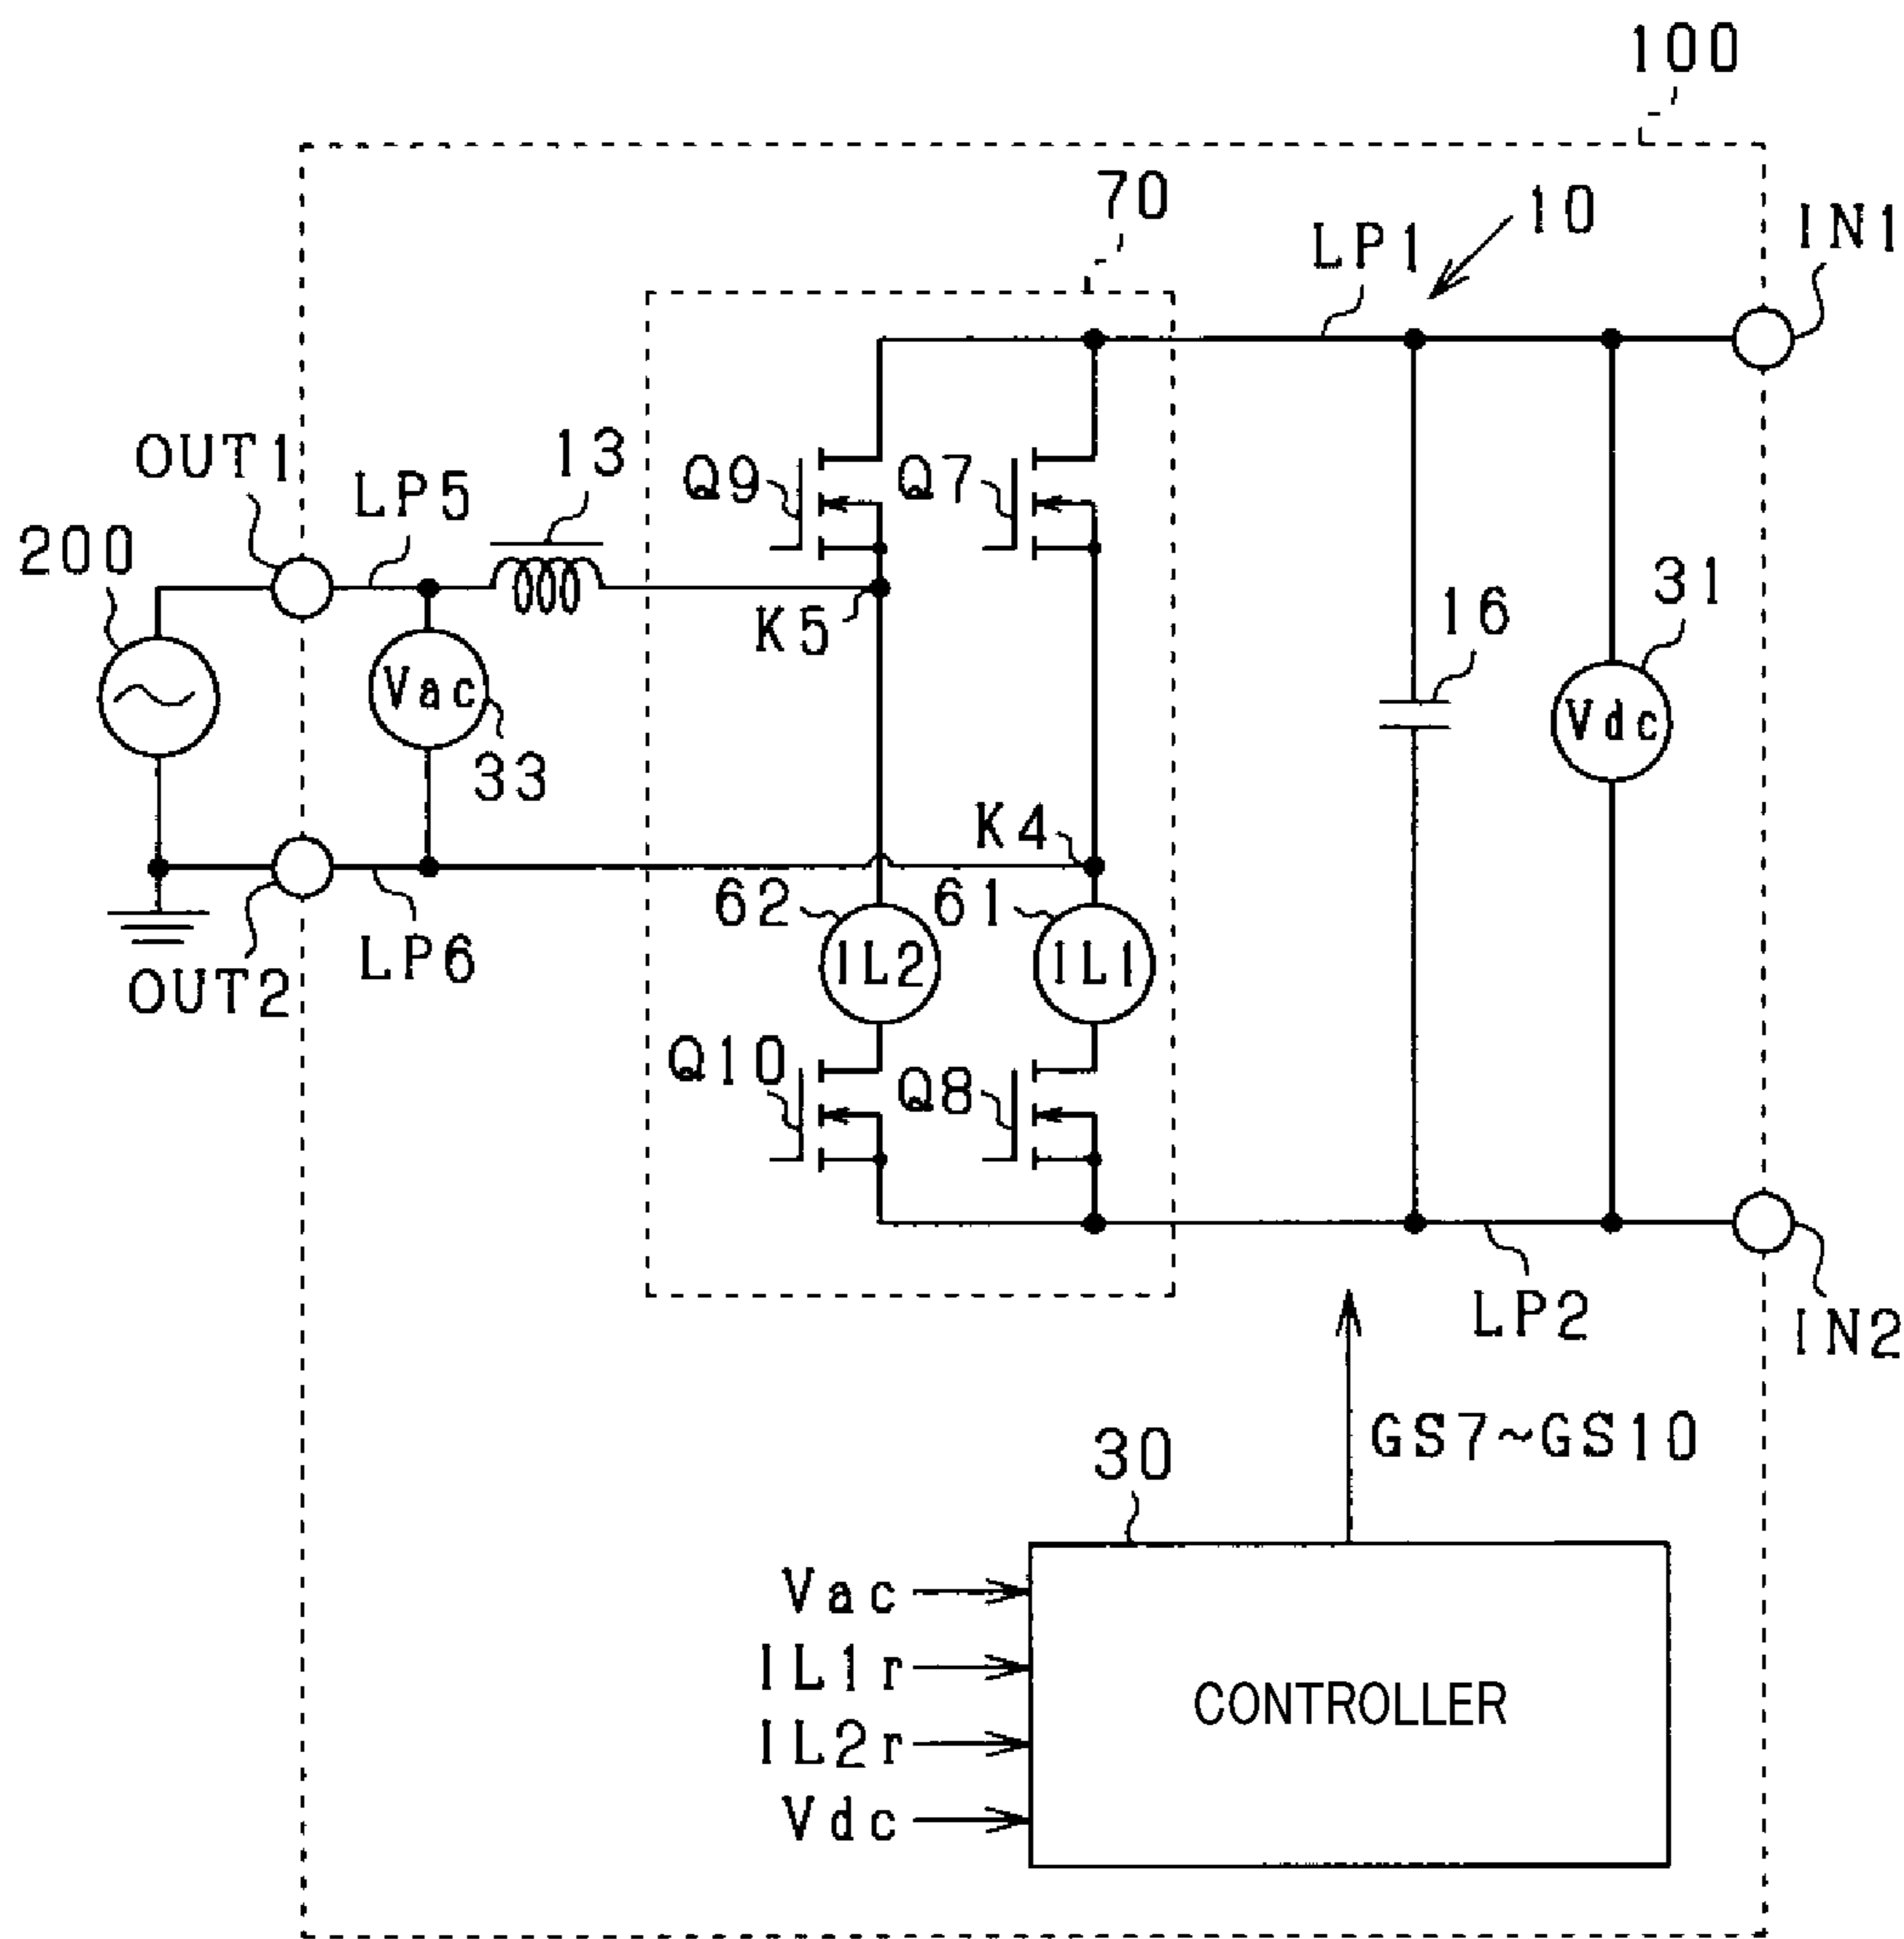 100
70
10
IN1
LP1
OUT1
13
LP5
Q9
Q7
200
K5
16
31
Vac
Vdc
33
K4
62
61
LP6
IL2
IL1
OUT2
Q10
Q8
LP2
IN2
GS7~GS10
30
Vac
IL1r
CONTROLLER
IL2r
Vdc